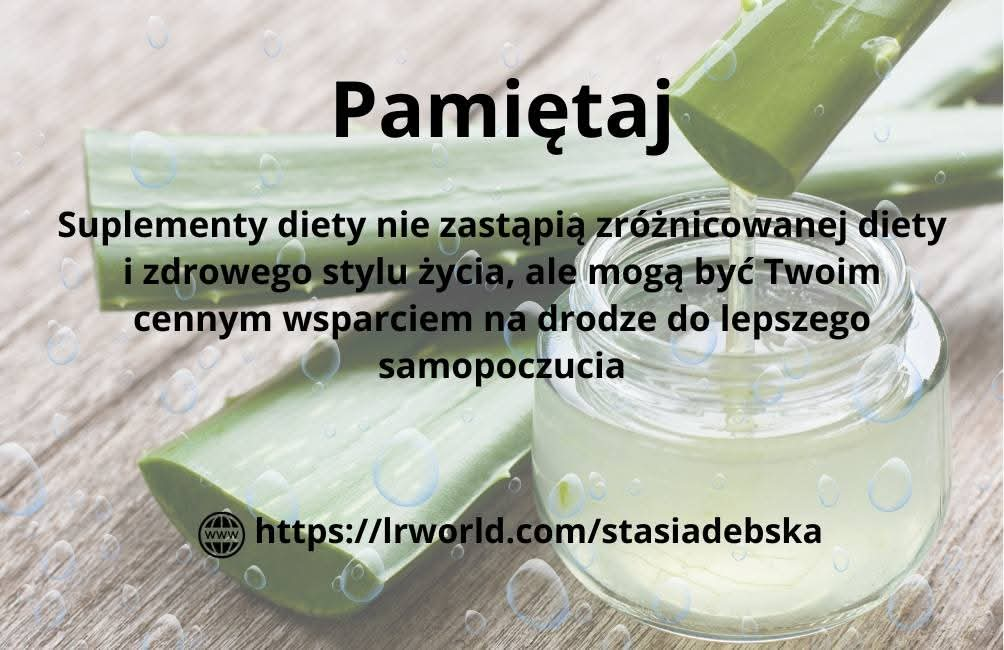 Pamiętaj
Suplementy diety nie zastąpią zróżnicowanej diety
i zdrowego stylu życia, ale mogą być Twoim
cennym wsparciem na drodze do lepszego
samopoczucia
www https://lrworld.com/stasiadebska